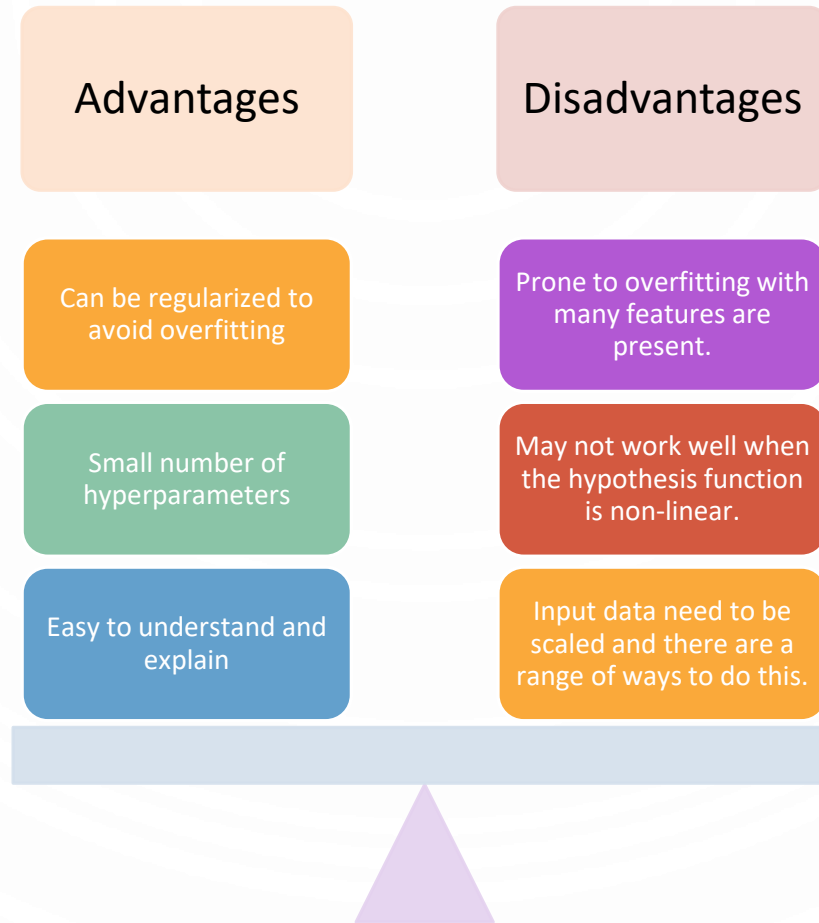 Advantages
Disadvantages
Can be regularized to
avoid overfitting
Prone to overfitting with
many features are
present.
Small number of
hyperparameters
May not work well when
the hypothesis function
is non-linear.
Easy to understand and
explain
Input data need to be
scaled and there are a
range of ways to do this.